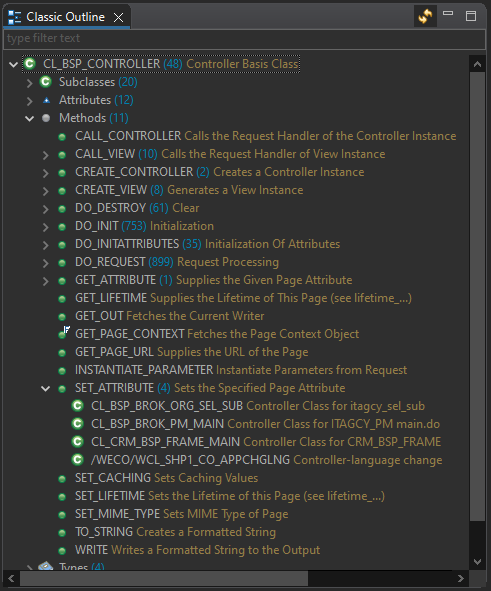 Classic Outline
type filter text
CL_BSP_CONTROLLER (48) Controller Basis Class
Subclasses (20)
Attributes (12)
Methods (11)
CALL_CONTROLLER Calls the Request Handler of the Controller Instance
CALL_VIEW (10) Calls the Request Handler of View Instance
CREATE_CONTROLLER (2) Creates a Controller Instance
CREATE_VIEW (8) Generates a View Instance
DO_DESTROY (61) Clear
DO_INIT (753) Initialization
DO_INITATTRIBUTES (35) Initialization Of Attributes
DO_REQUEST (899) Request Processing
GET_ATTRIBUTE (1) Supplies the Given Page Attribute
GET_LIFETIME Supplies the Lifetime of This Page (see lifetime_...)
GET_OUT Fetches the Current Writer
GET_PAGE_CONTEXT Fetches the Page Context Object
GET_PAGE_URL Supplies the URL of the Page
INSTANTIATE_PARAMETER Instantiate Parameters from Request
SET_ATTRIBUTE (4) Sets the Specified Page Attribute
CL_BSP_BROK_ORG_SEL_SUB Controller Class for itagcy_sel_sub
CL_BSP_BROK_PM_MAIN Controller Class for ITAGCY_PM main.do
CL_CRM_BSP_FRAME_MAIN Controller Class for CRM_BSP_FRAME
/WECO/WCL_SHP1_CO_APPCHGLNG Controller-language change
SET_CACHING Sets Caching Values
SET_LIFETIME Sets the Lifetime of this Page (see lifetime_...)
SET_MIME_TYPE Sets MIME Type of Page
TO_STRING Creates a Formatted String
WRITE Writes a Formatted String to the Output
Types (4)